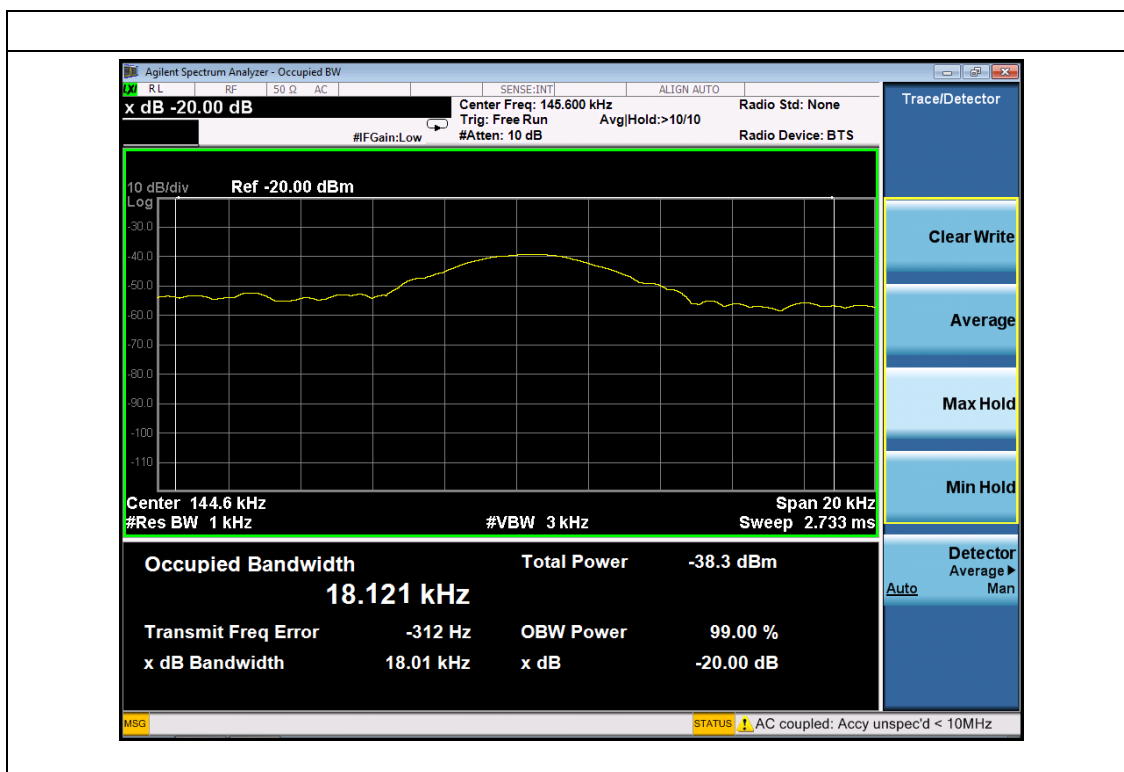 Agilent Spectrum Analyzer - Occupied BW
LXI RL RF 50 Ω AC SENSE:INT ALIGN AUTO
x dB -20.00 dB
Center Freq: 145.600 kHz Radio Std: None
Trig: Free Run Avg|Hold:>10/10
#IFGain:Low #Atten: 10 dB Radio Device: BTS
10 dB/div Ref -20.00 dBm
Log
-30.0
-40.0
-50.0
-60.0
-70.0
-80.0
-90.0
-100
-110
Center 144.6 kHz Span 20 kHz
#Res BW 1 kHz #VBW 3 kHz Sweep 2.733 ms
Occupied Bandwidth Total Power -38.3 dBm
18.121 kHz
Transmit Freq Error -312 Hz OBW Power 99.00 %
x dB Bandwidth 18.01 kHz x dB -20.00 dB
Trace/Detector
Clear Write
Average
Max Hold
Min Hold
Detector
Average
Auto Man
MSG STATUS AC coupled: Accy unspec'd < 10MHz